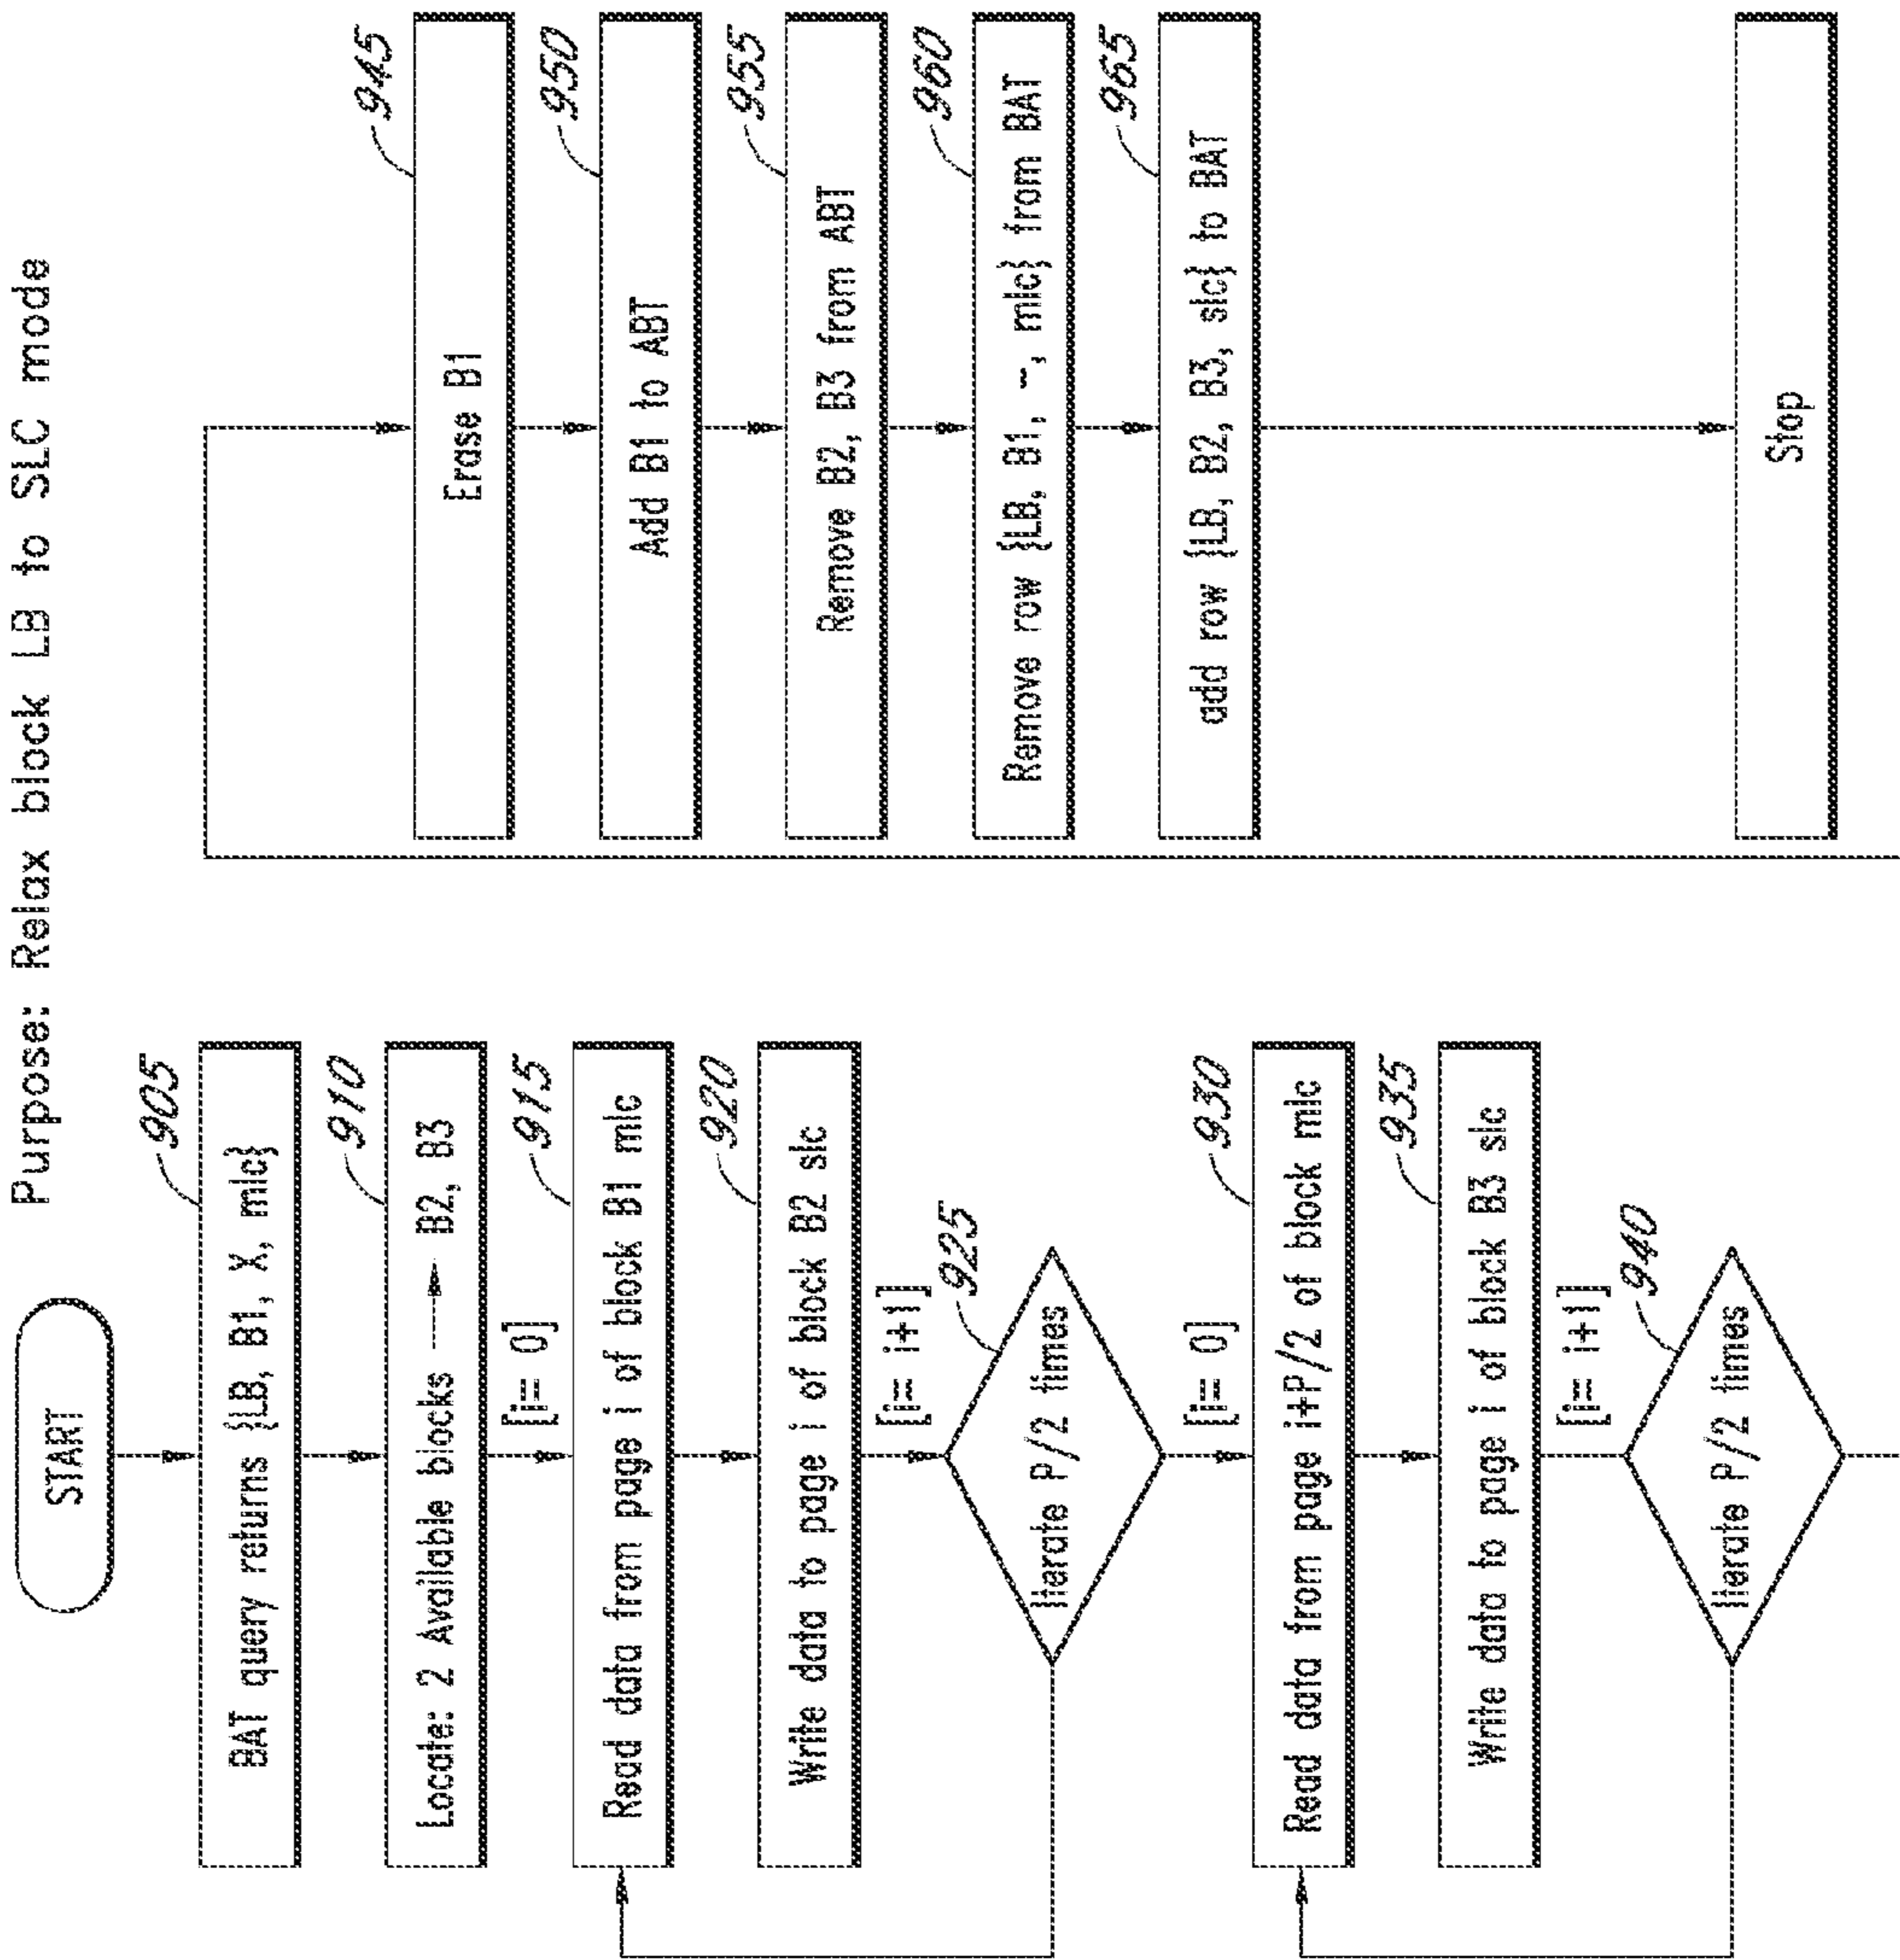 Purpose: Relax block LB to SLC mode
START
905
BAT query returns {LB, B1, X, mlc}
910
Locate: 2 Available blocks → B2, B3
[i= 0]
915
Read data from page i of block B1 mlc
920
Write data to page i of block B2 slc
[i= i+1]
925
Iterate P/2 times
[i= 0]
930
Read data from page i+P/2 of block mlc
935
Write data to page i of block B3 slc
[i= i+1]
940
Iterate P/2 times
945
Erase B1
950
Add B1 to ABT
955
Remove B2, B3 from ABT
960
Remove row {LB, B1, -, mlc} from BAT
965
add row {LB, B2, B3, slc} to BAT
Stop